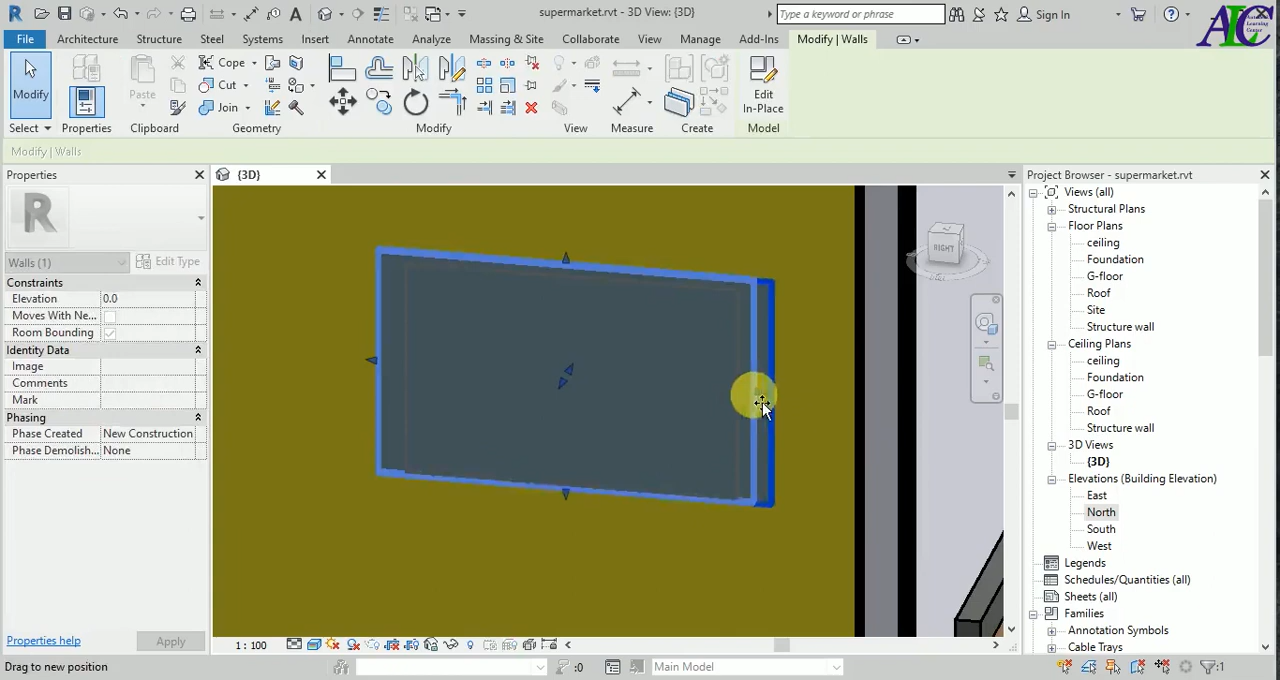 supermarket.rvt - 3D View: {3D}
Type a keyword or phrase
Sign In
ALC
File
Architecture
Structure
Steel
Systems
Insert
Annotate
Analyze
Massing & Site
Collaborate
View
Manage
Add-Ins
Modify | Walls
Modify
Paste
Cope
Cut
Join
Edit
In-Place
Select
Properties
Clipboard
Geometry
Modify
View
Measure
Create
Model
Modify | Walls
Properties
{3D}
Project Browser - supermarket.rvt
R
Walls (1)
Edit Type
Constraints
Elevation 0.0
Moves With Ne...
Room Bounding
Identity Data
Image
Comments
Mark
Phasing
Phase Created New Construction
Phase Demolish... None
Properties help
Apply
RIGHT
Views (all)
Structural Plans
Floor Plans
ceiling
Foundation
G-floor
Roof
Site
Structure wall
Ceiling Plans
ceiling
Foundation
G-floor
Roof
Structure wall
3D Views
{3D}
Elevations (Building Elevation)
East
North
South
West
Legends
Schedules/Quantities (all)
Sheets (all)
Families
Annotation Symbols
Cable Trays
1 : 100
Drag to new position
:0
Main Model
:1